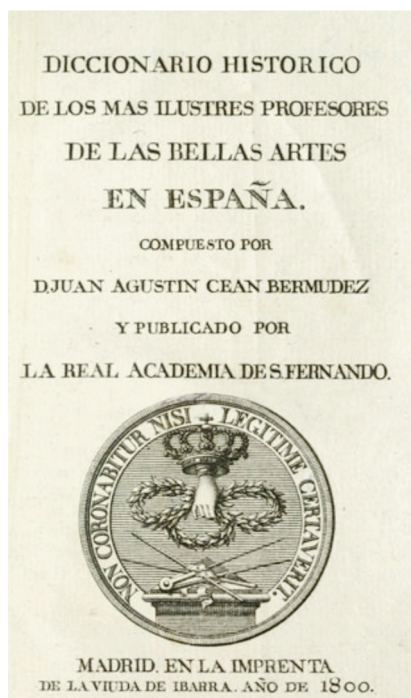 DICCIONARIO HISTORICO
DE LOS MAS ILUSTRES PROFESORES
DE LAS BELLAS ARTES
EN ESPAÑA.
COMPUESTO POR
D.JUAN AGUSTIN CEAN BERMUDEZ
Y PUBLICADO POR
LA REAL ACADEMIA DE S.FERNANDO.
NON CORONABITUR NISI LEGITIME CERTAVERIT.
MADRID. EN LA IMPRENTA
DE LA VIUDA DE IBARRA. AÑO DE 1800.